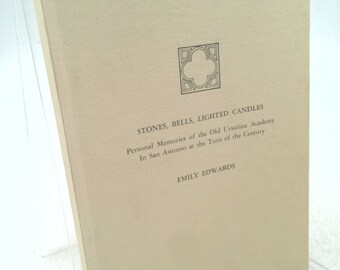 STONES, BELLS, LIGHTED CANDLES
Personal Memories of the Old Ursuline Academy
In San Antonio at the Turn of the Century
EMILY EDWARDS